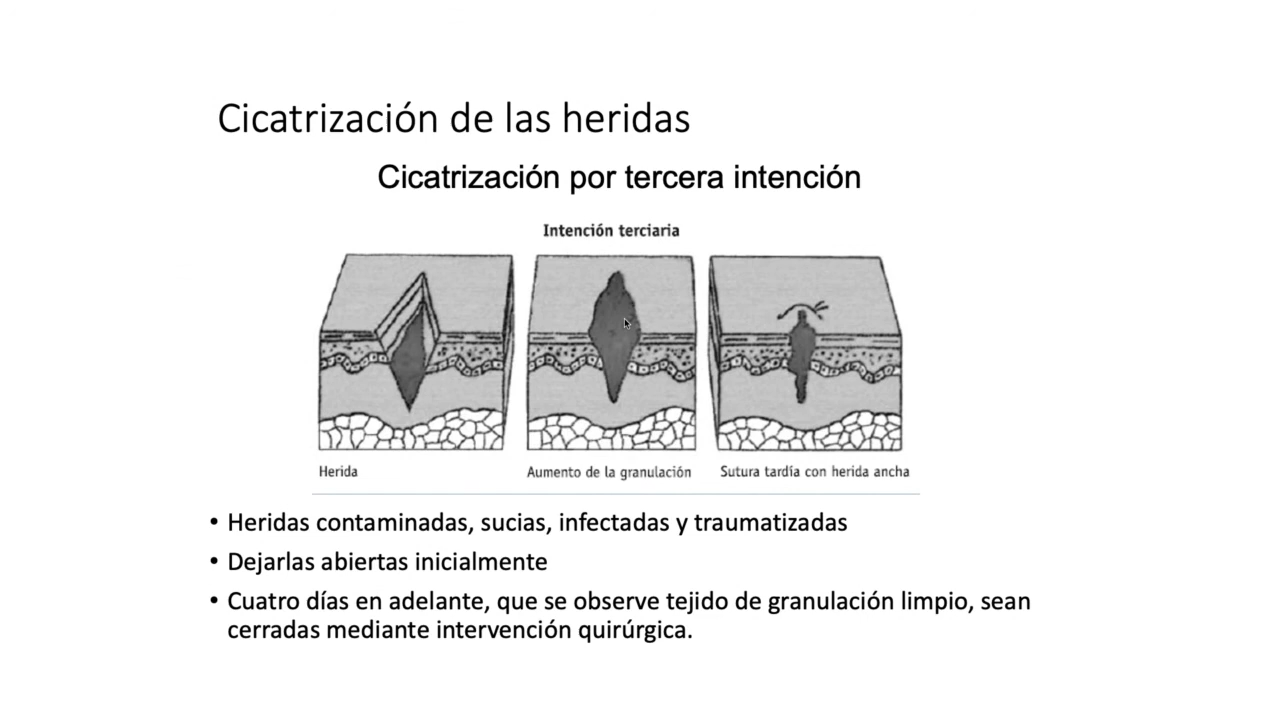 Cicatrización de las heridas
Cicatrización por tercera intención
Intención terciaria
Herida
Aumento de la granulación
Sutura tardía con herida ancha
• Heridas contaminadas, sucias, infectadas y traumatizadas
• Dejarlas abiertas inicialmente
• Cuatro días en adelante, que se observe tejido de granulación limpio, sean
cerradas mediante intervención quirúrgica.